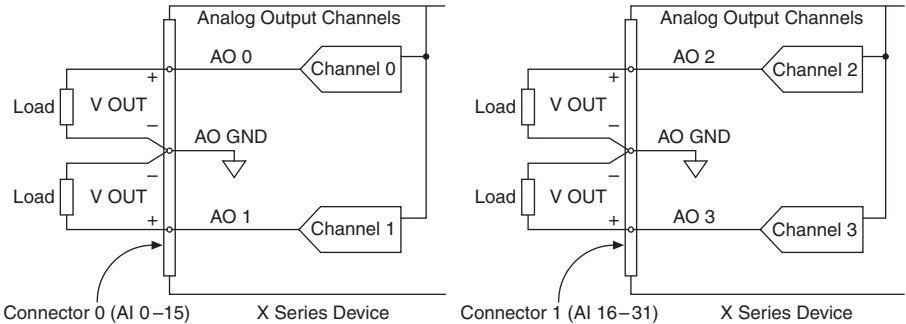 Analog Output Channels
AO 0
Channel 0
+
Load
V OUT
–
AO GND
–
Load
V OUT
+
AO 1
Channel 1
Connector 0 (AI 0–15)
X Series Device
Analog Output Channels
AO 2
Channel 2
+
Load
V OUT
–
AO GND
–
Load
V OUT
+
AO 3
Channel 3
Connector 1 (AI 16–31)
X Series Device